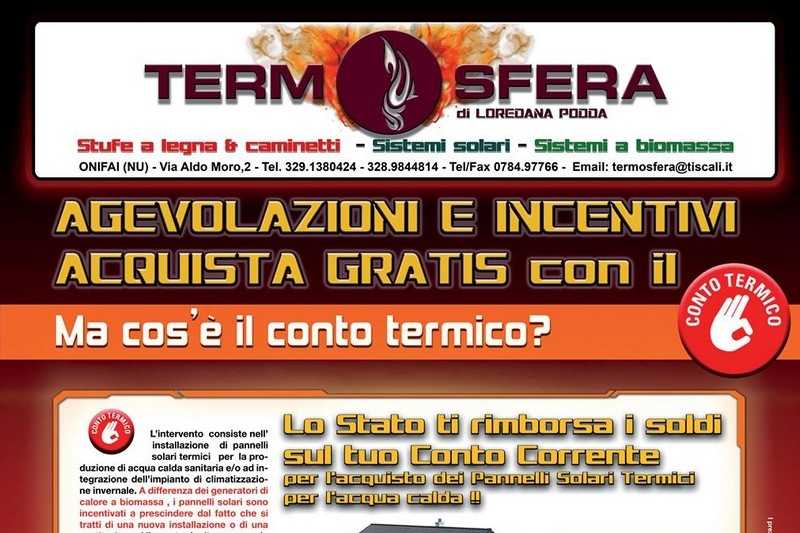 TERMOSFERA
di LOREDANA PODDA
Stufe a legna & caminetti - Sistemi solari - Sistemi a biomassa
ONIFAI (NU) - Via Aldo Moro,2 - Tel. 329.1380424 - 328.9844814 - Tel/Fax 0784.97766 - Email: termosfera@tiscali.it
AGEVOLAZIONI E INCENTIVI
ACQUISTA GRATIS con il
CONTO TERMICO
Ma cos'è il conto termico?
CONTO TERMICO
L'intervento consiste nell'
installazione di pannelli
solari termici per la pro-
duzione di acqua calda sanitaria e/o ad in-
tegrazione dell'impianto di climatizzazio-
ne invernale. A differenza dei generatori di
calore a biomassa , i pannelli solari sono
incentivati a prescindere dal fatto che si
tratti di una nuova installazione o di una
Lo Stato ti rimborsa i soldi
sul tuo Conto Corrente
per l'acquisto dei Pannelli Solari Termici
per l'acqua calda !!